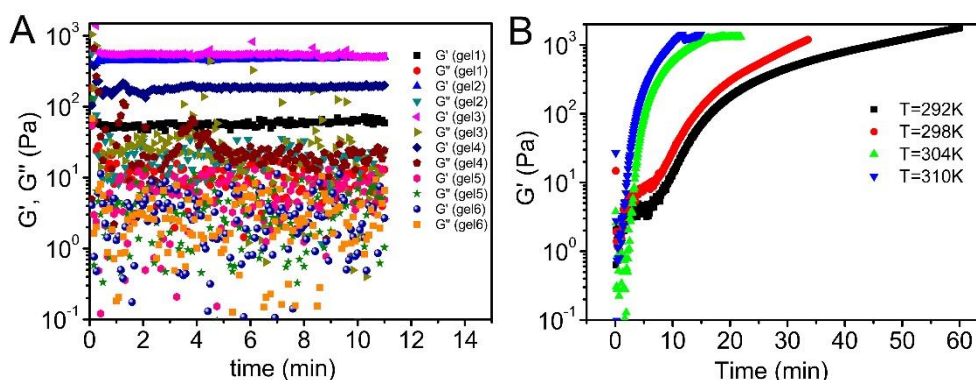 A
G', G" (Pa)
10³
10²
10¹
10⁰
10⁻¹
0 2 4 6 8 10 12 14
time (min)
G' (gel1)
G" (gel1)
G' (gel2)
G" (gel2)
G' (gel3)
G" (gel3)
G' (gel4)
G" (gel4)
G' (gel5)
G" (gel5)
G' (gel6)
G" (gel6)
B
G' (Pa)
10³
10²
10¹
10⁰
10⁻¹
0 10 20 30 40 50 60
Time (min)
T=292K
T=298K
T=304K
T=310K